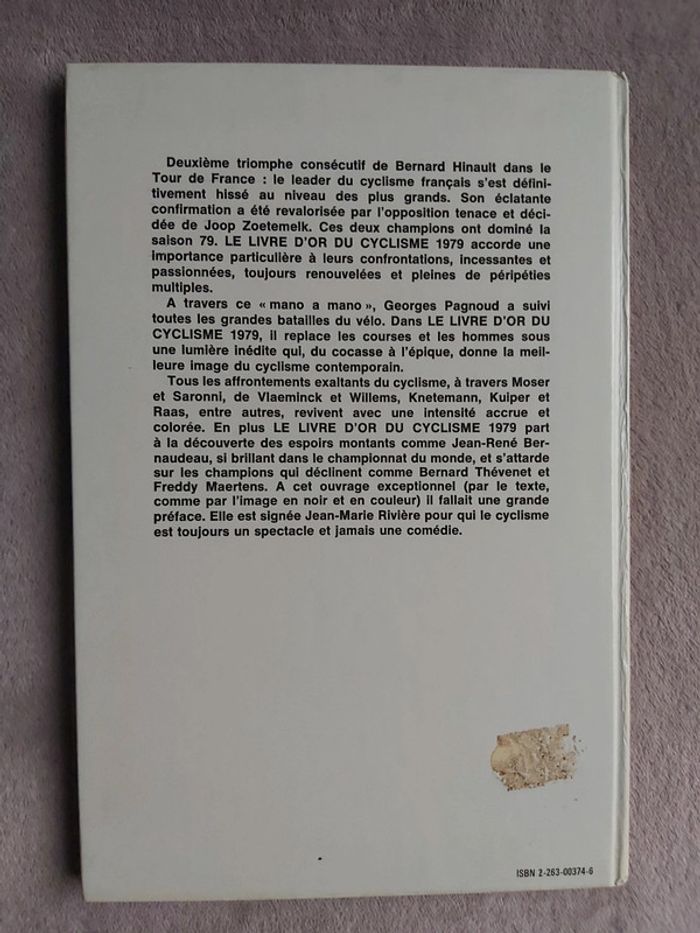 Deuxième triomphe consécutif de Bernard Hinault dans le
Tour de France : le leader du cyclisme français s'est défini-
tivement hissé au niveau des plus grands. Son éclatante
confirmation a été revalorisée par l'opposition tenace et déci-
dée de Joop Zoetemelk. Ces deux champions ont dominé la
saison 79. LE LIVRE D'OR DU CYCLISME 1979 accorde une
importance particulière à leurs confrontations, incessantes et
passionnées, toujours renouvelées et pleines de péripéties
multiples.
A travers ce « mano a mano », Georges Pagnoud a suivi
toutes les grandes batailles du vélo. Dans LE LIVRE D'OR DU
CYCLISME 1979, il replace les courses et les hommes sous
une lumière inédite qui, du cocasse à l'épique, donne la meil-
leure image du cyclisme contemporain.
Tous les affrontements exaltants du cyclisme, à travers Moser
et Saronni, de Vlaeminck et Willems, Knetemann, Kuiper et
Raas, entre autres, revivent avec une intensité accrue et
colorée. En plus LE LIVRE D'OR DU CYCLISME 1979 part
à la découverte des espoirs montants comme Jean-René Ber-
naudeau, si brillant dans le championnat du monde, et s'attarde
sur les champions qui déclinent comme Bernard Thévenet et
Freddy Maertens. A cet ouvrage exceptionnel (par le texte,
comme par l'image en noir et en couleur) il fallait une grande
préface. Elle est signée Jean-Marie Rivière pour qui le cyclisme
est toujours un spectacle et jamais une comédie.
ISBN 2-263-00374-6